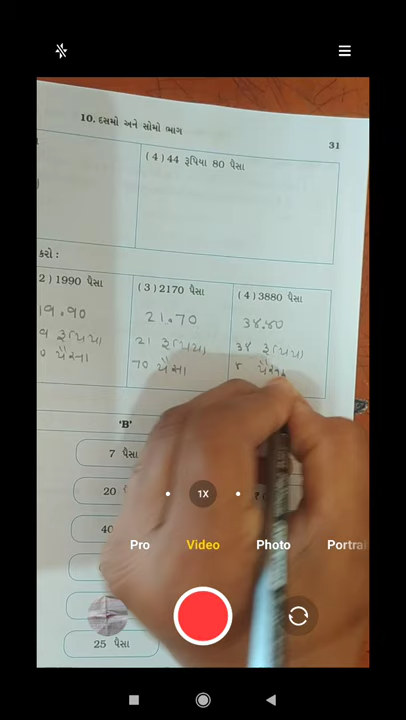 10. દસમો અને સોમો ભાગ
31
(4) 44 રૂપિયા 80 પૈસા
કરો :
2) 1990 પૈસા
(3) 2170 પૈસા
(4) 3880 પૈસા
19.90
21.70
38.80
21 રૂપિયા
38 રૂપિયા
70 પૈસા
પૈસા
'B'
7 પૈસા
20
40
25 પૈસા
1X
Pro
Video
Photo
Portrai